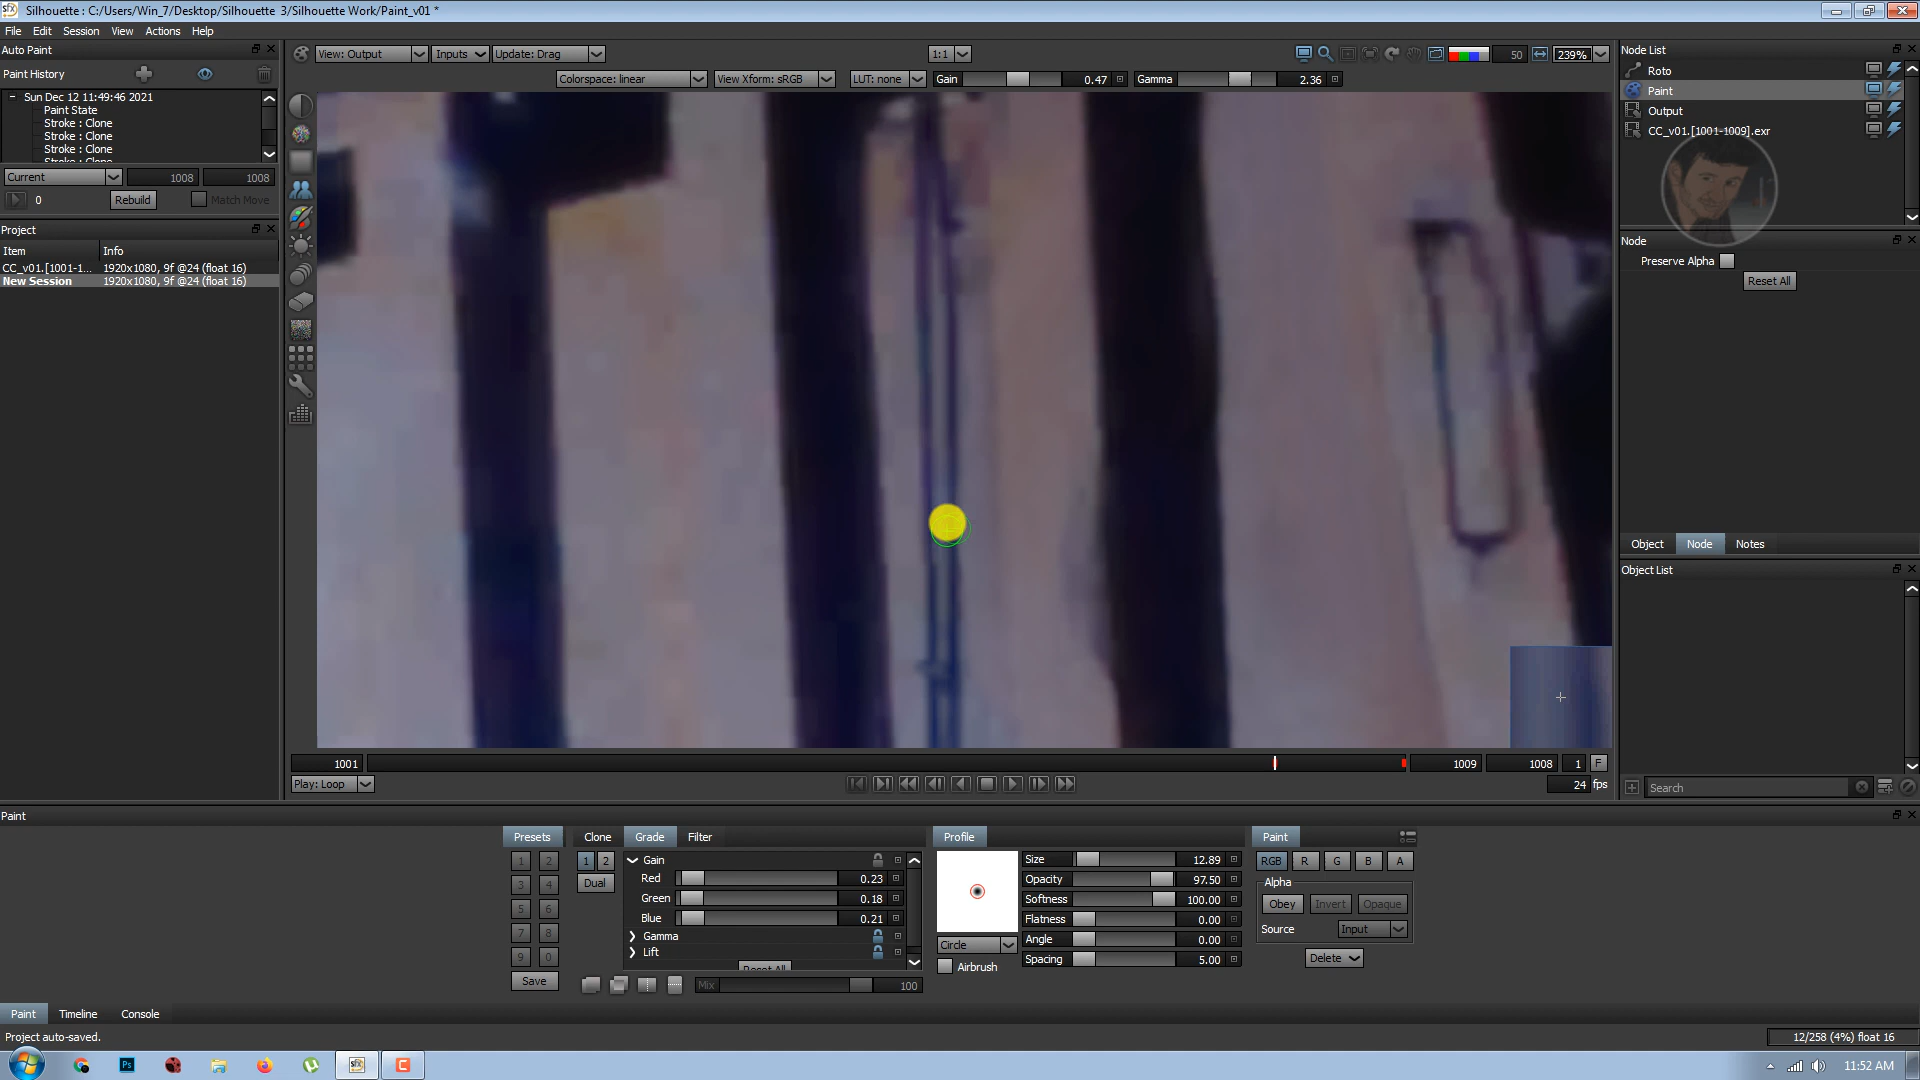 Silhouette : C:/Users/Win_7/Desktop/Silhouette 3/Silhouette Work/Paint_v01 *
File Edit Session View Actions Help
Auto Paint
Paint History
Sun Dec 12 11:49:46 2021
Paint State
Stroke : Clone
Stroke : Clone
Stroke : Clone
Stroke : Clone
Current 1008 1008
0 Rebuild Match Move
Project
Item Info
CC_v01.[1001-1... 1920x1080, 9f @24 (float 16)
New Session 1920x1080, 9f @24 (float 16)
View: Output Inputs Update: Drag 1:1 50 239%
Colorspace: linear View Xform: sRGB LUT: none Gain 0.47 Gamma 2.36
Node List
Roto
Paint
Output
CC_v01.[1001-1009].exr
Node
Preserve Alpha
Reset All
Object Node Notes
Object List
Search
1001 1009 1008 1 F
Play: Loop 24 fps
Paint
Presets
1 2
3 4
5 6
7 8
9 0
Save
Clone Grade Filter
1 2
Dual
Gain
Red 0.23
Green 0.18
Blue 0.21
Gamma
Lift
Reset All
Mix 100
Profile
Circle
Airbrush
Size 12.89
Opacity 97.50
Softness 100.00
Flatness 0.00
Angle 0.00
Spacing 5.00
Paint
RGB R G B A
Alpha
Obey Invert Opaque
Source Input
Delete
Paint Timeline Console
Project auto-saved.
12/258 (4%) float 16
Ps sfx C
11:52 AM